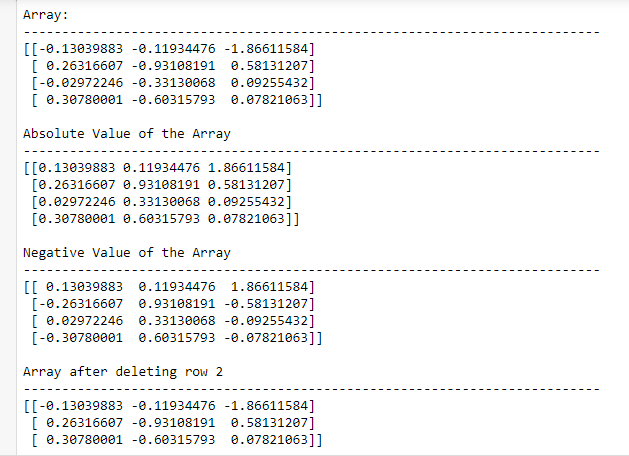 Array:
---------------------------------------------------------------------------
[[-0.13039883 -0.11934476 -1.86611584]
 [ 0.26316607 -0.93108191  0.58131207]
 [-0.02972246 -0.33130068  0.09255432]
 [ 0.30780001 -0.60315793  0.07821063]]
Absolute Value of the Array
---------------------------------------------------------------------------
[[0.13039883 0.11934476 1.86611584]
 [0.26316607 0.93108191 0.58131207]
 [0.02972246 0.33130068 0.09255432]
 [0.30780001 0.60315793 0.07821063]]
Negative Value of the Array
---------------------------------------------------------------------------
[[ 0.13039883  0.11934476  1.86611584]
 [-0.26316607  0.93108191 -0.58131207]
 [ 0.02972246  0.33130068 -0.09255432]
 [-0.30780001  0.60315793 -0.07821063]]
Array after deleting row 2
---------------------------------------------------------------------------
[[-0.13039883 -0.11934476 -1.86611584]
 [ 0.26316607 -0.93108191  0.58131207]
 [ 0.30780001 -0.60315793  0.07821063]]